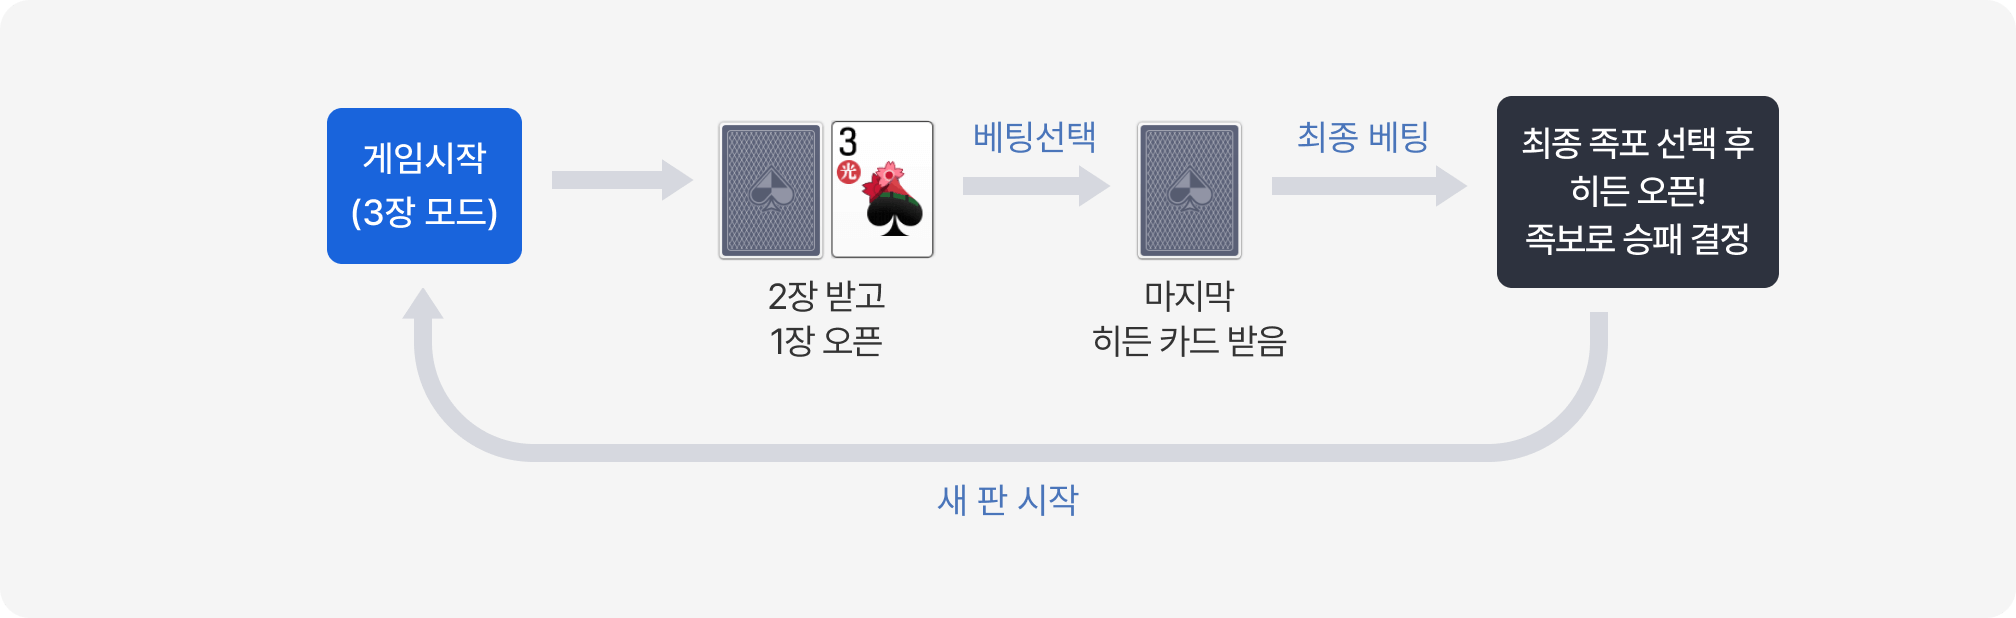 게임시작
(3장 모드)
3
光
2장 받고
1장 오픈
베팅선택
마지막
히든 카드 받음
최종 베팅
최종 족포 선택 후
히든 오픈!
족보로 승패 결정
새 판 시작